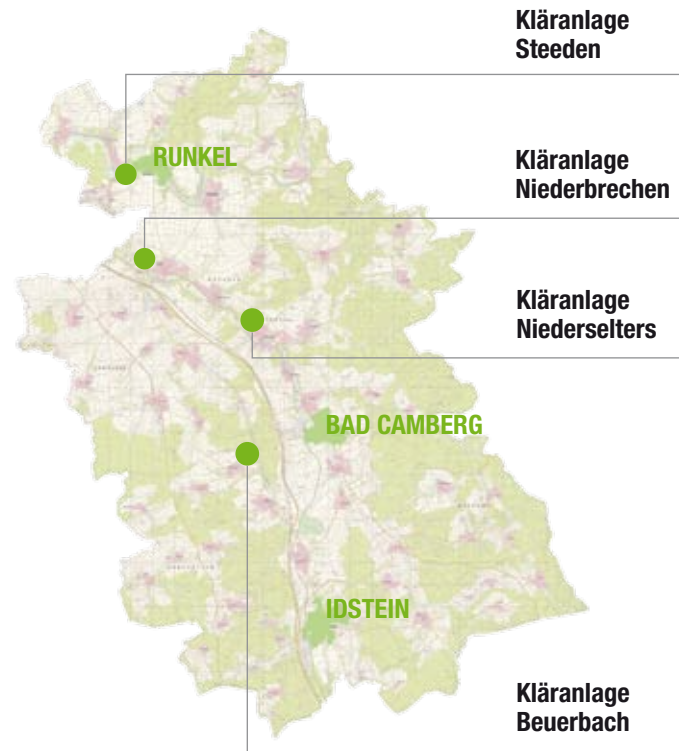 Kläranlage
Steeden
RUNKEL
Kläranlage
Niederbrechen
Kläranlage
Niederselters
BAD CAMBERG
IDSTEIN
Kläranlage
Beuerbach